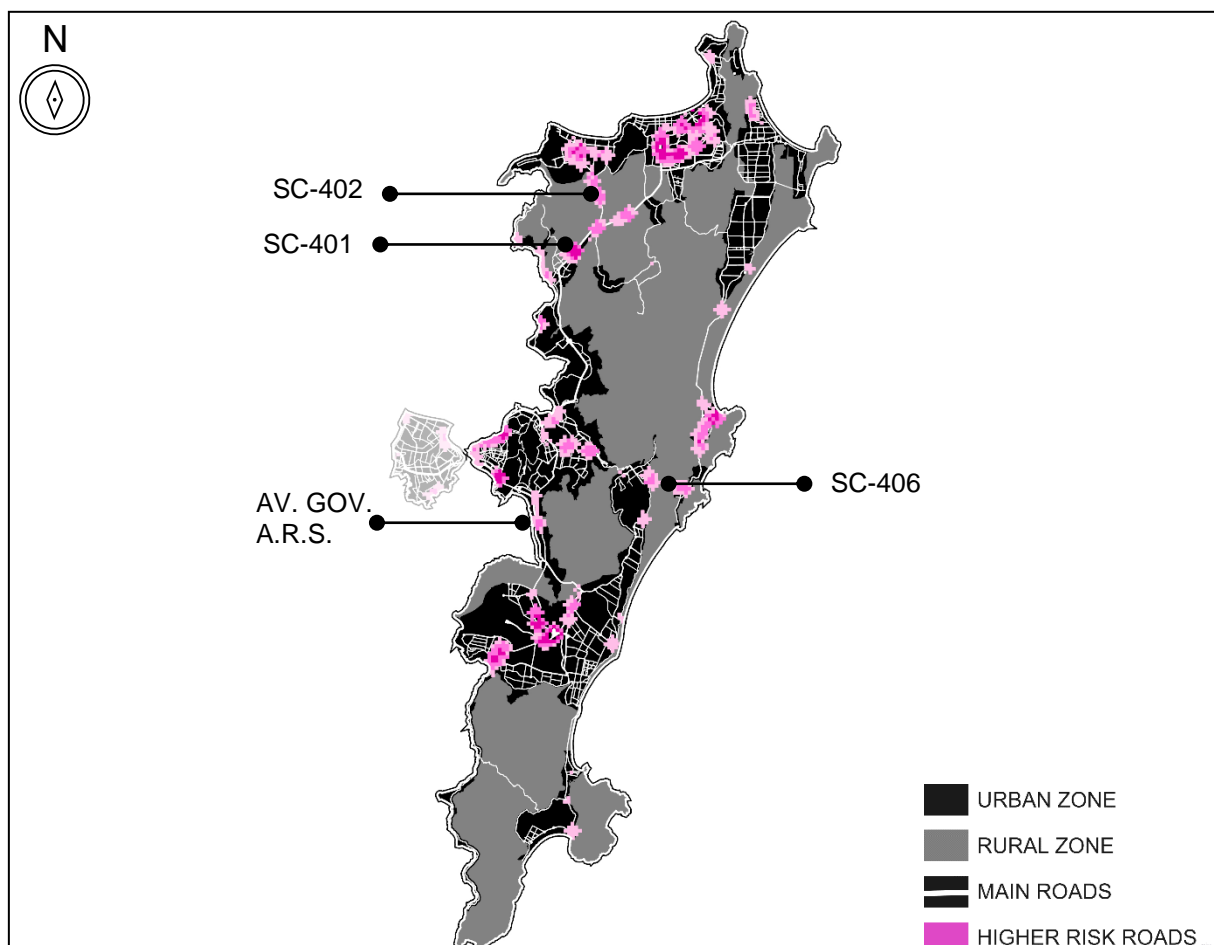 N
SC-402
SC-401
SC-406
AV. GOV.
A.R.S.
URBAN ZONE
RURAL ZONE
MAIN ROADS
HIGHER RISK ROADS